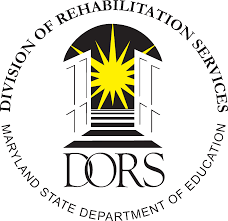 DIVISION OF REHABILITATION SERVICES
DORS
MARYLAND STATE DEPARTMENT OF EDUCATION